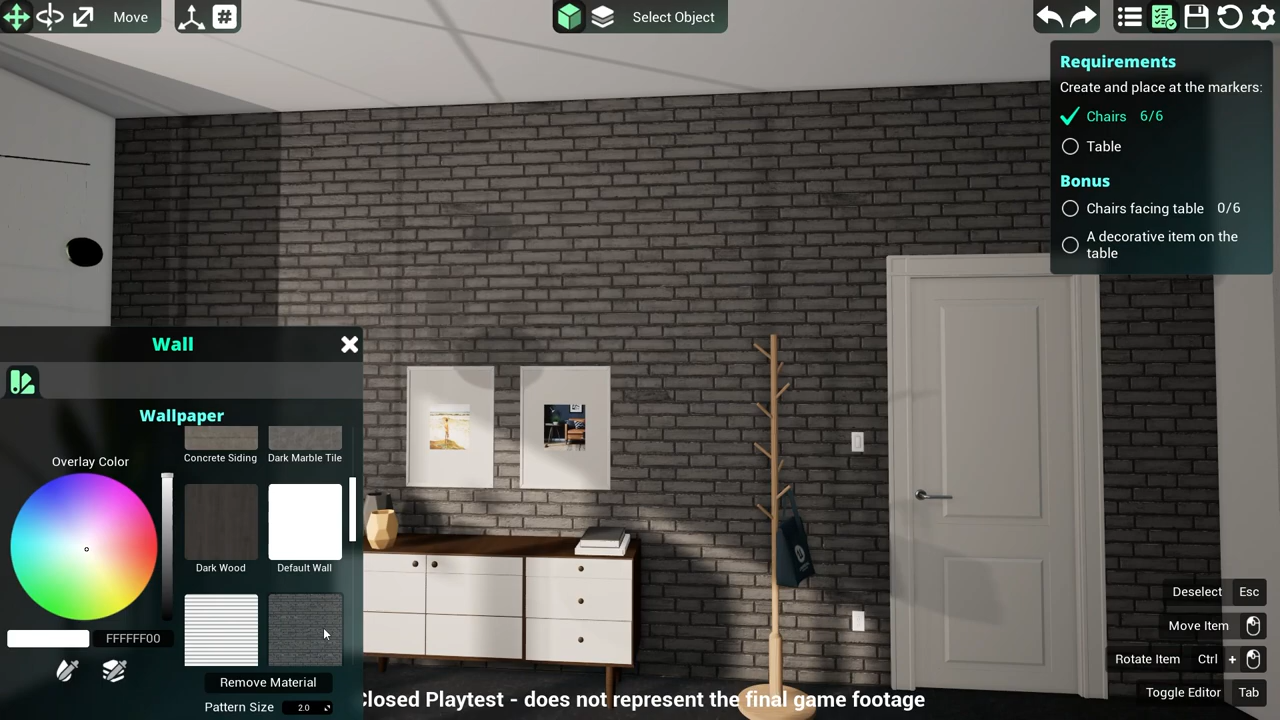 Move
Select Object
Requirements
Create and place at the markers:
Chairs 6/6
Table
Bonus
Chairs facing table 0/6
A decorative item on the
table
Wall
Wallpaper
Overlay Color
Concrete Siding
Dark Marble Tile
Dark Wood
Default Wall
FFFFFF00
Remove Material
Pattern Size 2.0
Deselect Esc
Move Item
Rotate Item Ctrl +
Toggle Editor Tab
Closed Playtest - does not represent the final game footage